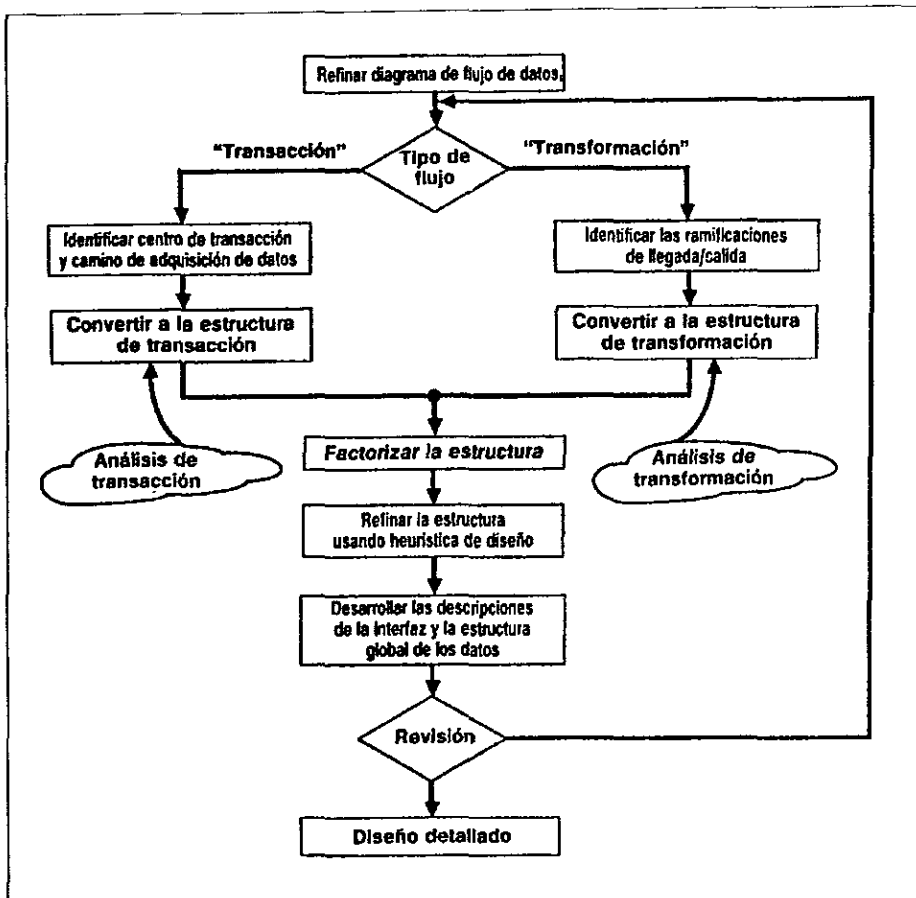 Refinar diagrama de flujo de datos.
"Transacción"
Tipo de
flujo
"Transformación"
Identificar centro de transacción
y camino de adquisición de datos
Identificar las ramificaciones
de llegada/salida
Convertir a la estructura
de transacción
Convertir a la estructura
de transformación
Análisis de
transacción
Factorizar la estructura
Análisis de
transformación
Refinar la estructura
usando heurística de diseño
Desarrollar las descripciones
de la interfaz y la estructura
global de los datos
Revisión
Diseño detallado